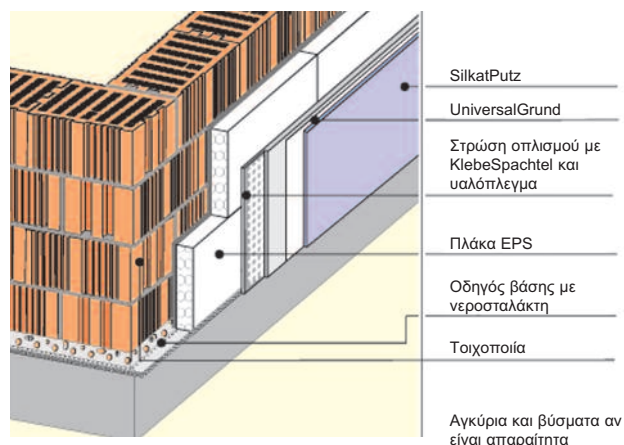 SilkatPutz
UniversalGrund
Στρώση οπλισμού με
KlebeSpachtel και
υαλόπλεγμα
Πλάκα EPS
Οδηγός βάσης με
νεροσταλάκτη
Τοιχοποιία
Αγκύρια και βύσματα αν
είναι απαραίτητα